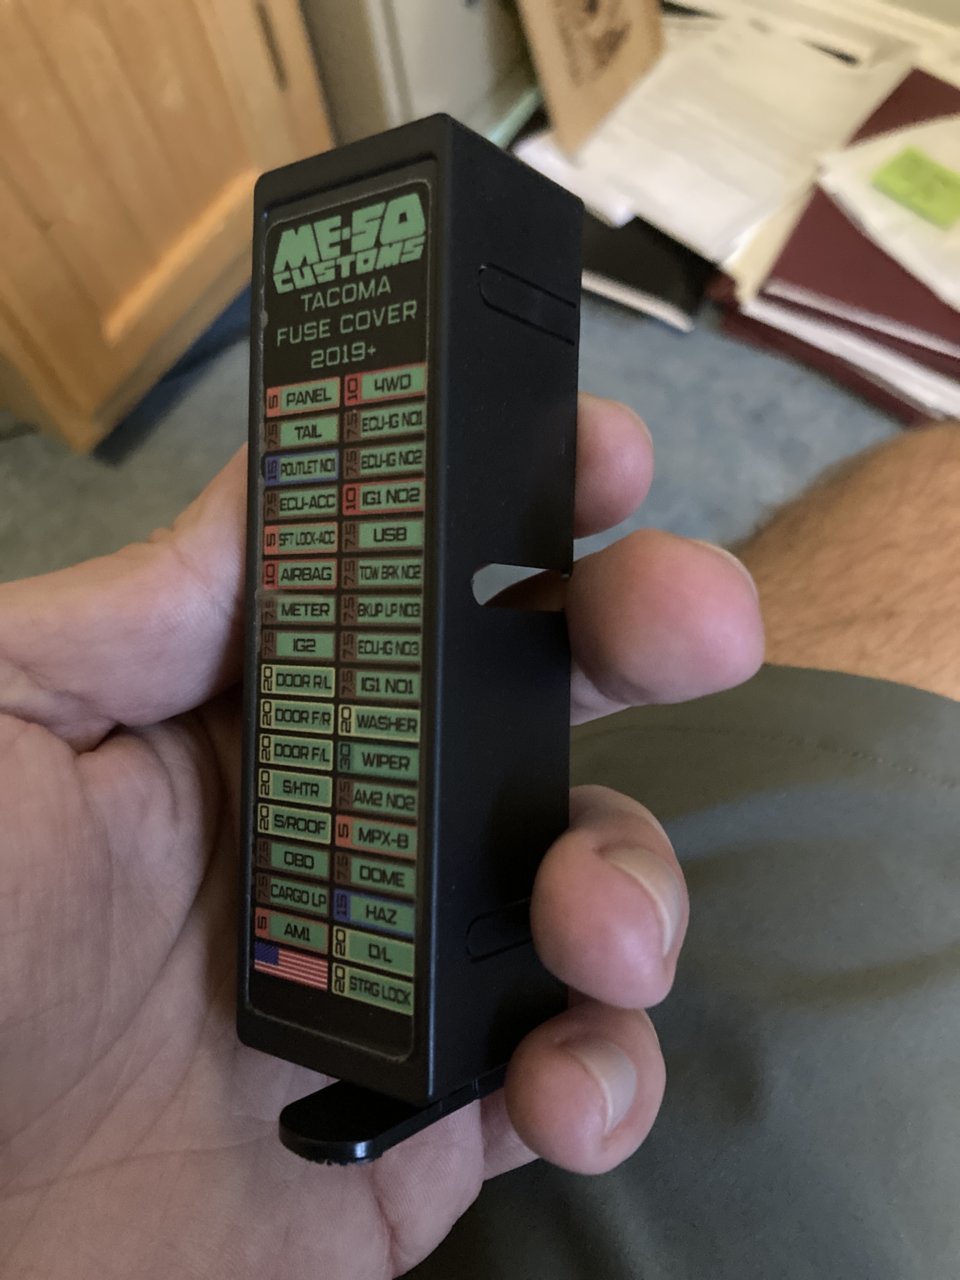 ME·SO
CUSTOMS
TACOMA
FUSE COVER
2019+
5 PANEL 10 4WD
7.5 TAIL 7.5 ECU-IG NO1
15 P.OUTLET NO1 7.5 ECU-IG NO2
7.5 ECU-ACC 10 IG1 NO2
5 SFT LOCK-ACC 7.5 USB
10 AIRBAG 7.5 TOW BRK NO2
7.5 METER 7.5 BKUP LP NO3
7.5 IG2 7.5 ECU-IG NO3
20 DOOR R/L 7.5 IG1 NO1
20 DOOR F/R 20 WASHER
20 DOOR F/L 30 WIPER
20 S/HTR 7.5 AM2 NO2
20 S/ROOF 5 MPX-B
7.5 OBD 7.5 DOME
7.5 CARGO LP 15 HAZ
5 AM1 20 D/L
20 STRG LOCK